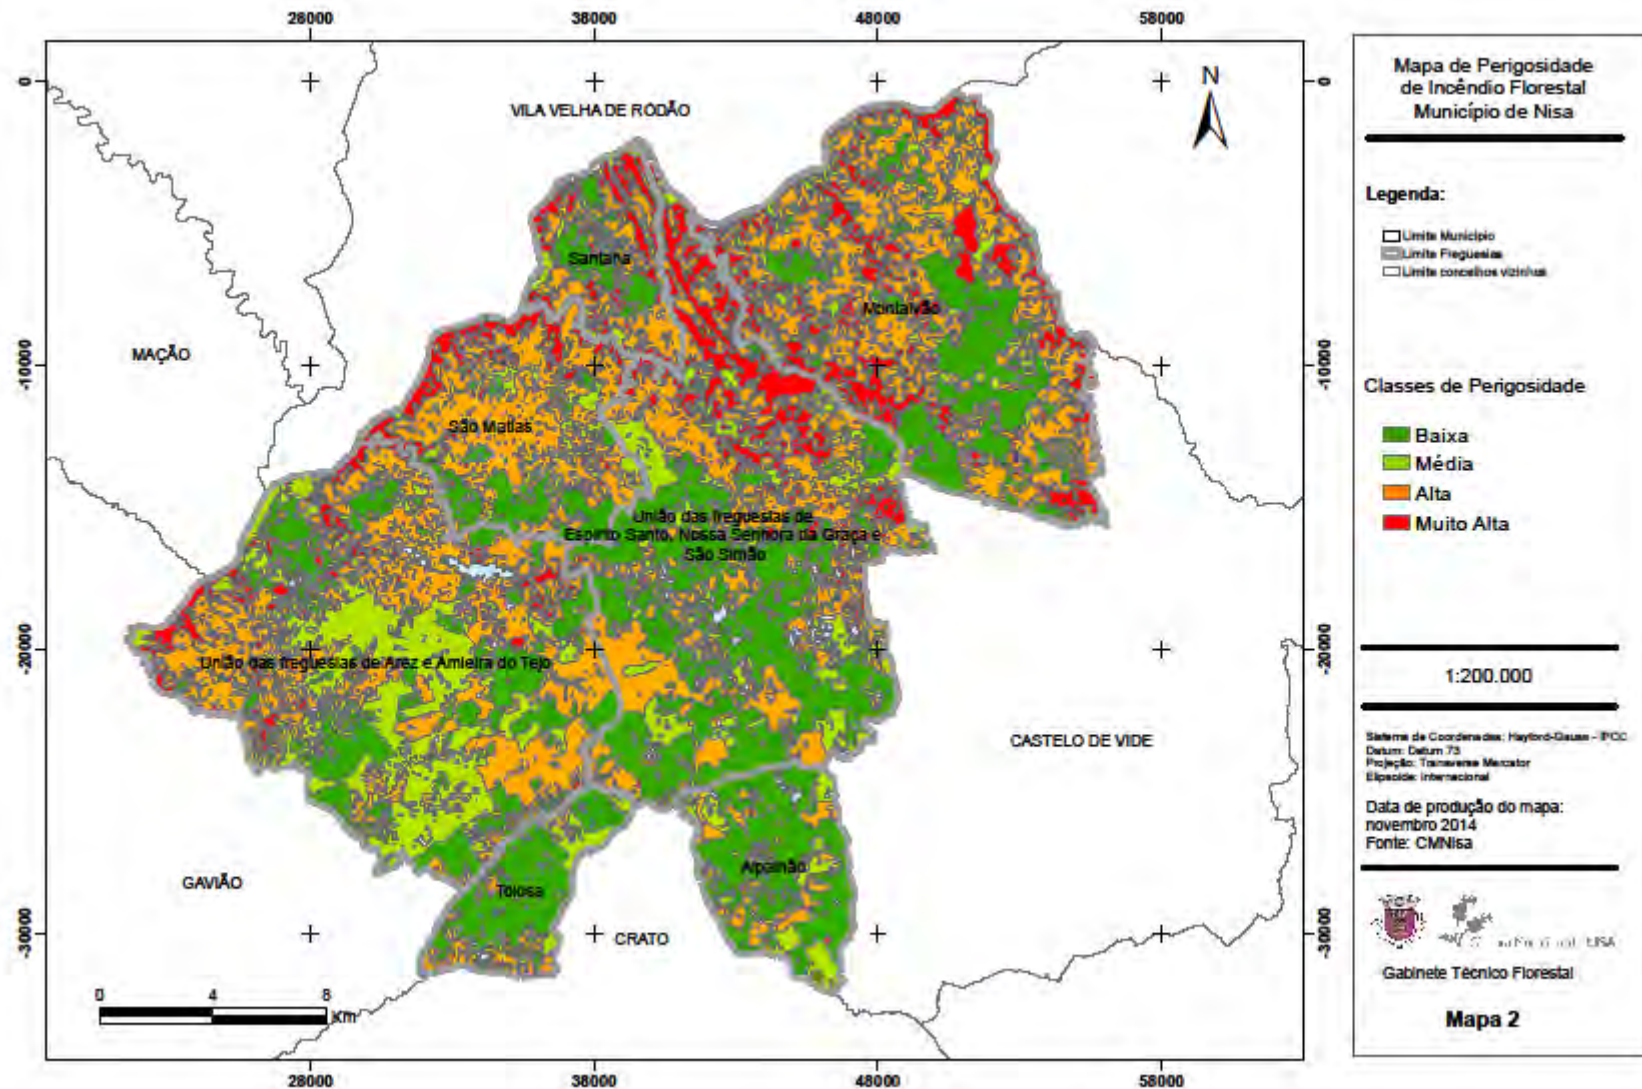 28000
38000
48000
58000
0
-10000
-20000
-30000
N
VILA VELHA DE RÓDÃO
MAÇÃO
Santana
Montalvão
São Matias
União das freguesias de
Espírito Santo, Nossa Senhora da Graça e
São Simão
União das freguesias de Arez e Amieira do Tejo
CASTELO DE VIDE
GAVIÃO
Tolosa
Alpalhão
CRATO
0 4 8
Km
0
-10000
-20000
-30000
28000
38000
48000
58000
Mapa de Perigosidade
de Incêndio Florestal
Município de Nisa
Legenda:
Limite Município
Limite Freguesias
Limite concelhos vizinhos
Classes de Perigosidade
Baixa
Média
Alta
Muito Alta
1:200.000
Sistema de Coordenadas: Hayford-Gauss - IPCC
Datum: Datum 73
Projeção: Transverse Mercator
Elipsoide: Internacional
Data de produção do mapa:
novembro 2014
Fonte: CMNisa
Gabinete Técnico Florestal
Mapa 2